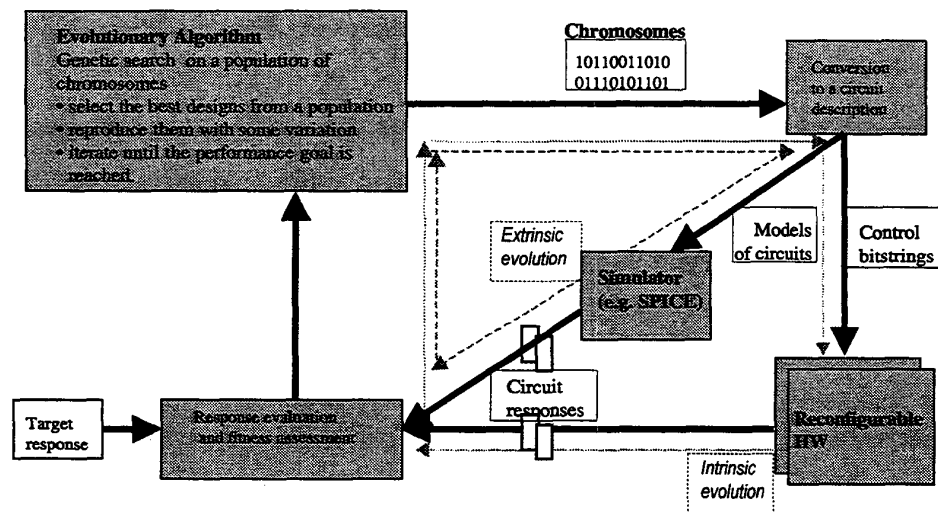 Evolutionary Algorithm
Genetic search on a population of
chromosomes
• select the best designs from a population
• reproduce them with some variation
• iterate until the performance goal is
reached.
Chromosomes
10110011010
01110101101
Conversion
to a circuit
description
Extrinsic
evolution
Models
of circuits
Control
bitstrings
Simulator
(e.g. SPICE)
Circuit
responses
Target
response
Response evaluation
and fitness assessment
Reconfigurable
HW
Intrinsic
evolution